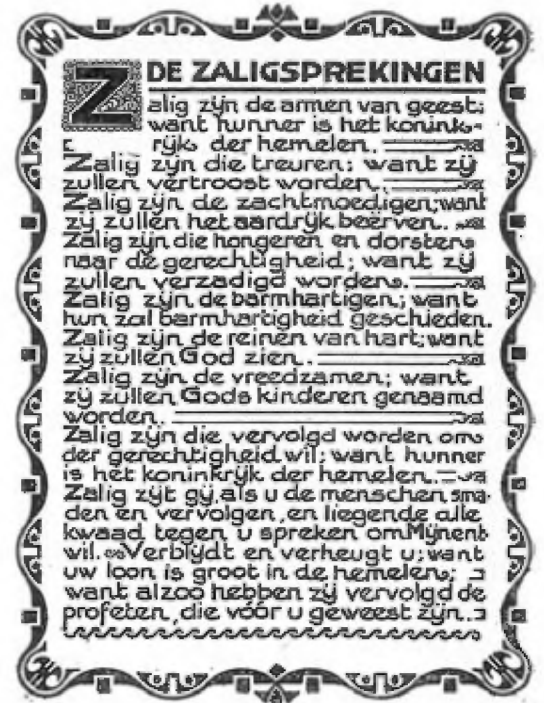 DE ZALIGSPREKINGEN
Zalig zijn de armen van geest;
want hunner is het konink-
rijk der hemelen.
Zalig zijn die treuren; want zij
zullen vertroost worden.
Zalig zijn de zachtmoedigen; want
zij zullen het aardrijk beërven.
Zalig zijn die hongeren en dorsten
naar de gerechtigheid; want zij
zullen verzadigd worden.
Zalig zijn de barmhartigen; want
hun zal barmhartigheid geschieden.
Zalig zijn de reinen van hart; want
zij zullen God zien.
Zalig zijn de vreedzamen; want
zij zullen Gods kinderen genaamd
worden.
Zalig zijn die vervolgd worden om
der gerechtigheid wil; want hunner
is het koninkrijk der hemelen.
Zalig zijt gij, als u de menschen sma-
den en vervolgen, en liegende alle
kwaad tegen u spreken om Mijnent
wil. Verblijdt en verheugt u; want
uw loon is groot in de hemelen;
want alzoo hebben zij vervolgd de
profeten, die vóór u geweest zijn.